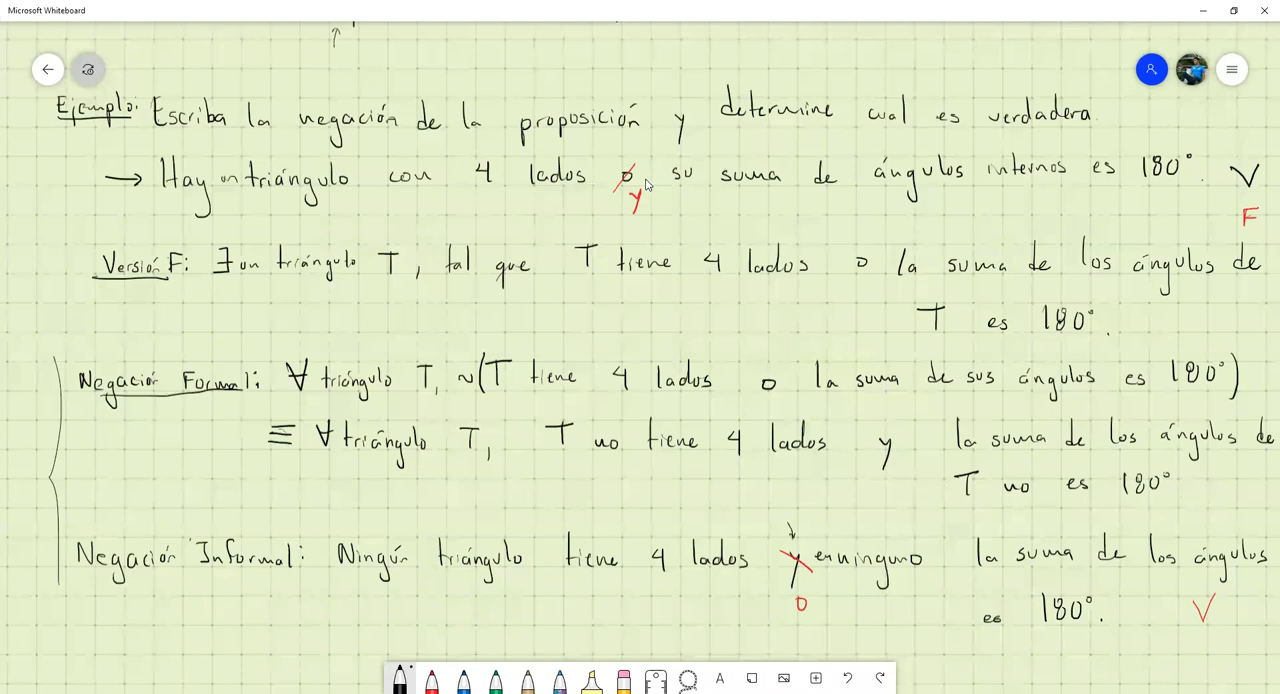 Microsoft Whiteboard
Ejemplo: Escriba la negación de la proposición y determine cual es verdadera.
→ Hay un triángulo con 4 lados o su suma de ángulos internos es 180°. V
y F
Versión F: ∃ un triángulo T, tal que T tiene 4 lados o la suma de los ángulos de
T es 180°.
Negación Formal: ∀ triángulo T, ~(T tiene 4 lados o la suma de sus ángulos es 180°)
≡ ∀ triángulo T, T no tiene 4 lados y la suma de los ángulos de
T no es 180°
Negación Informal: Ningún triángulo tiene 4 lados y en ninguno la suma de los ángulos
o es 180°. V
A